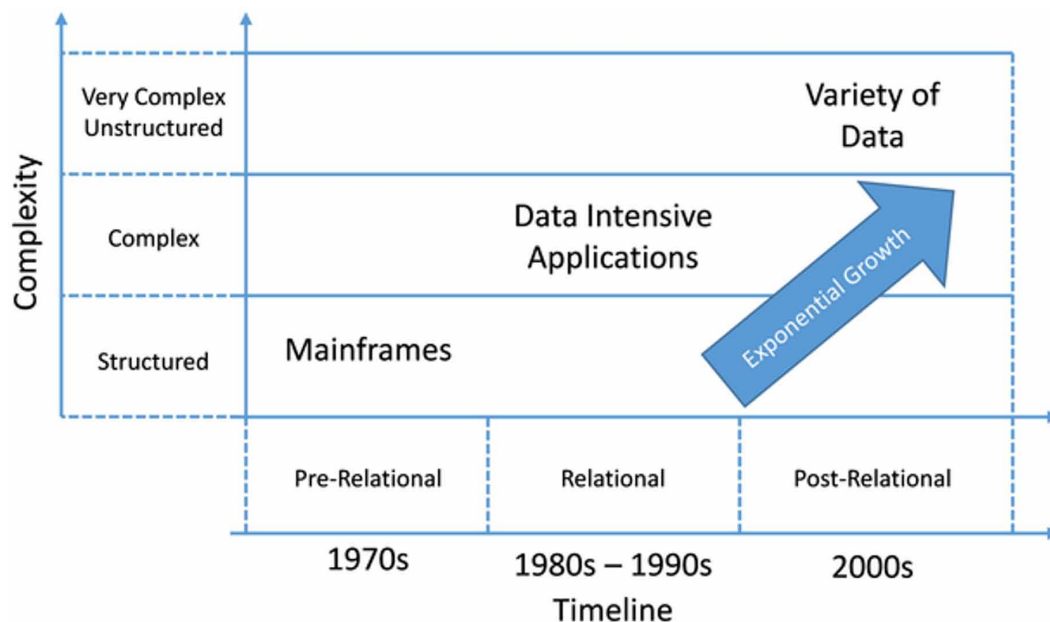 Complexity
Very Complex
Unstructured
Variety of
Data
Complex
Data Intensive
Applications
Exponential Growth
Structured
Mainframes
Pre-Relational
Relational
Post-Relational
1970s
1980s – 1990s
2000s
Timeline